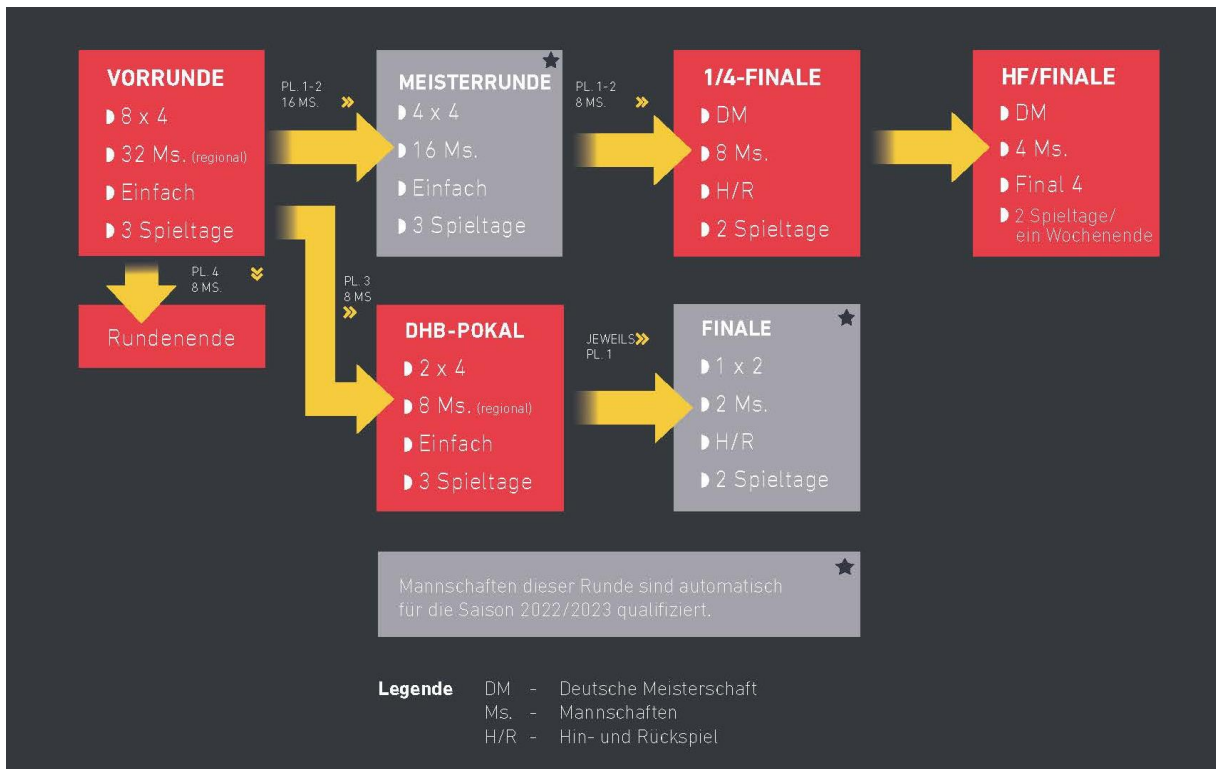 VORRUNDE
8 x 4
32 Ms. (regional)
Einfach
3 Spieltage
PL. 1-2
16 MS.
MEISTERRUNDE
4 x 4
16 Ms.
Einfach
3 Spieltage
PL. 1-2
8 MS.
1/4-FINALE
DM
8 Ms.
H/R
2 Spieltage
HF/FINALE
DM
4 Ms.
Final 4
2 Spieltage/
ein Wochenende
PL. 4
8 MS.
Rundenende
PL. 3
8 MS
DHB-POKAL
2 x 4
8 Ms. (regional)
Einfach
3 Spieltage
JEWEILS
PL. 1
FINALE
1 x 2
2 Ms.
H/R
2 Spieltage
Mannschaften dieser Runde sind automatisch
für die Saison 2022/2023 qualifiziert.
Legende DM - Deutsche Meisterschaft
Ms. - Mannschaften
H/R - Hin- und Rückspiel